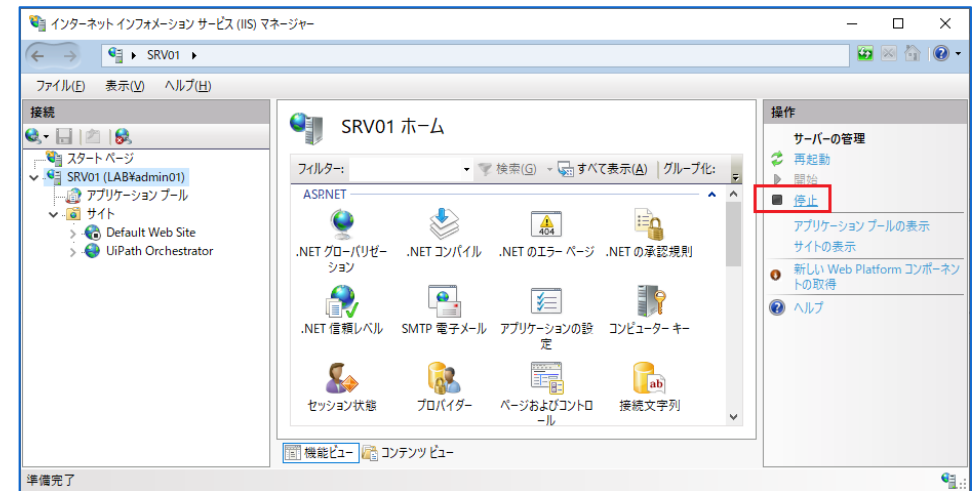 インターネット インフォメーション サービス (IIS) マネージャー
SRV01
ファイル(F) 表示(V) ヘルプ(H)
接続
スタート ページ
SRV01 (LAB¥admin01)
アプリケーション プール
サイト
Default Web Site
UiPath Orchestrator
SRV01 ホーム
フィルター: 検索(G) すべて表示(A) グループ化:
ASP.NET
.NET グローバリゼーション
.NET コンパイル
404
.NET のエラー ページ
.NET の承認規則
.NET 信頼レベル
SMTP 電子メール
アプリケーションの設定
コンピューター キー
セッション状態
プロバイダー
ページおよびコントロール
ab
接続文字列
機能ビュー コンテンツ ビュー
操作
サーバーの管理
再起動
開始
停止
アプリケーション プールの表示
サイトの表示
新しい Web Platform コンポーネン
トの取得
ヘルプ
準備完了